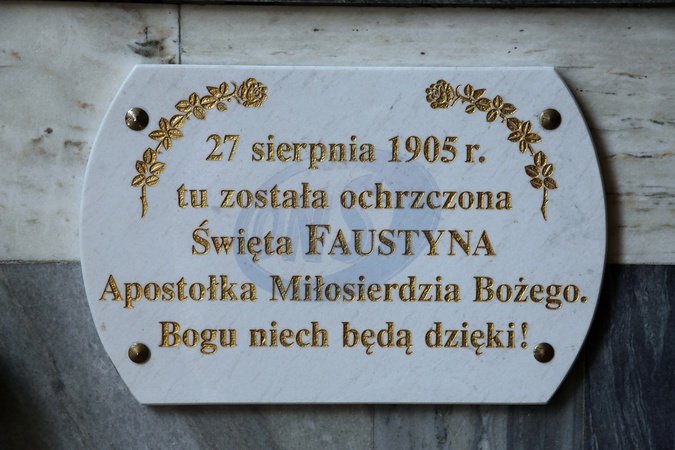 27 sierpnia 1905 r.
tu została ochrzczona
Święta FAUSTYNA
Apostołka Miłosierdzia Bożego.
Bogu niech będą dzięki!